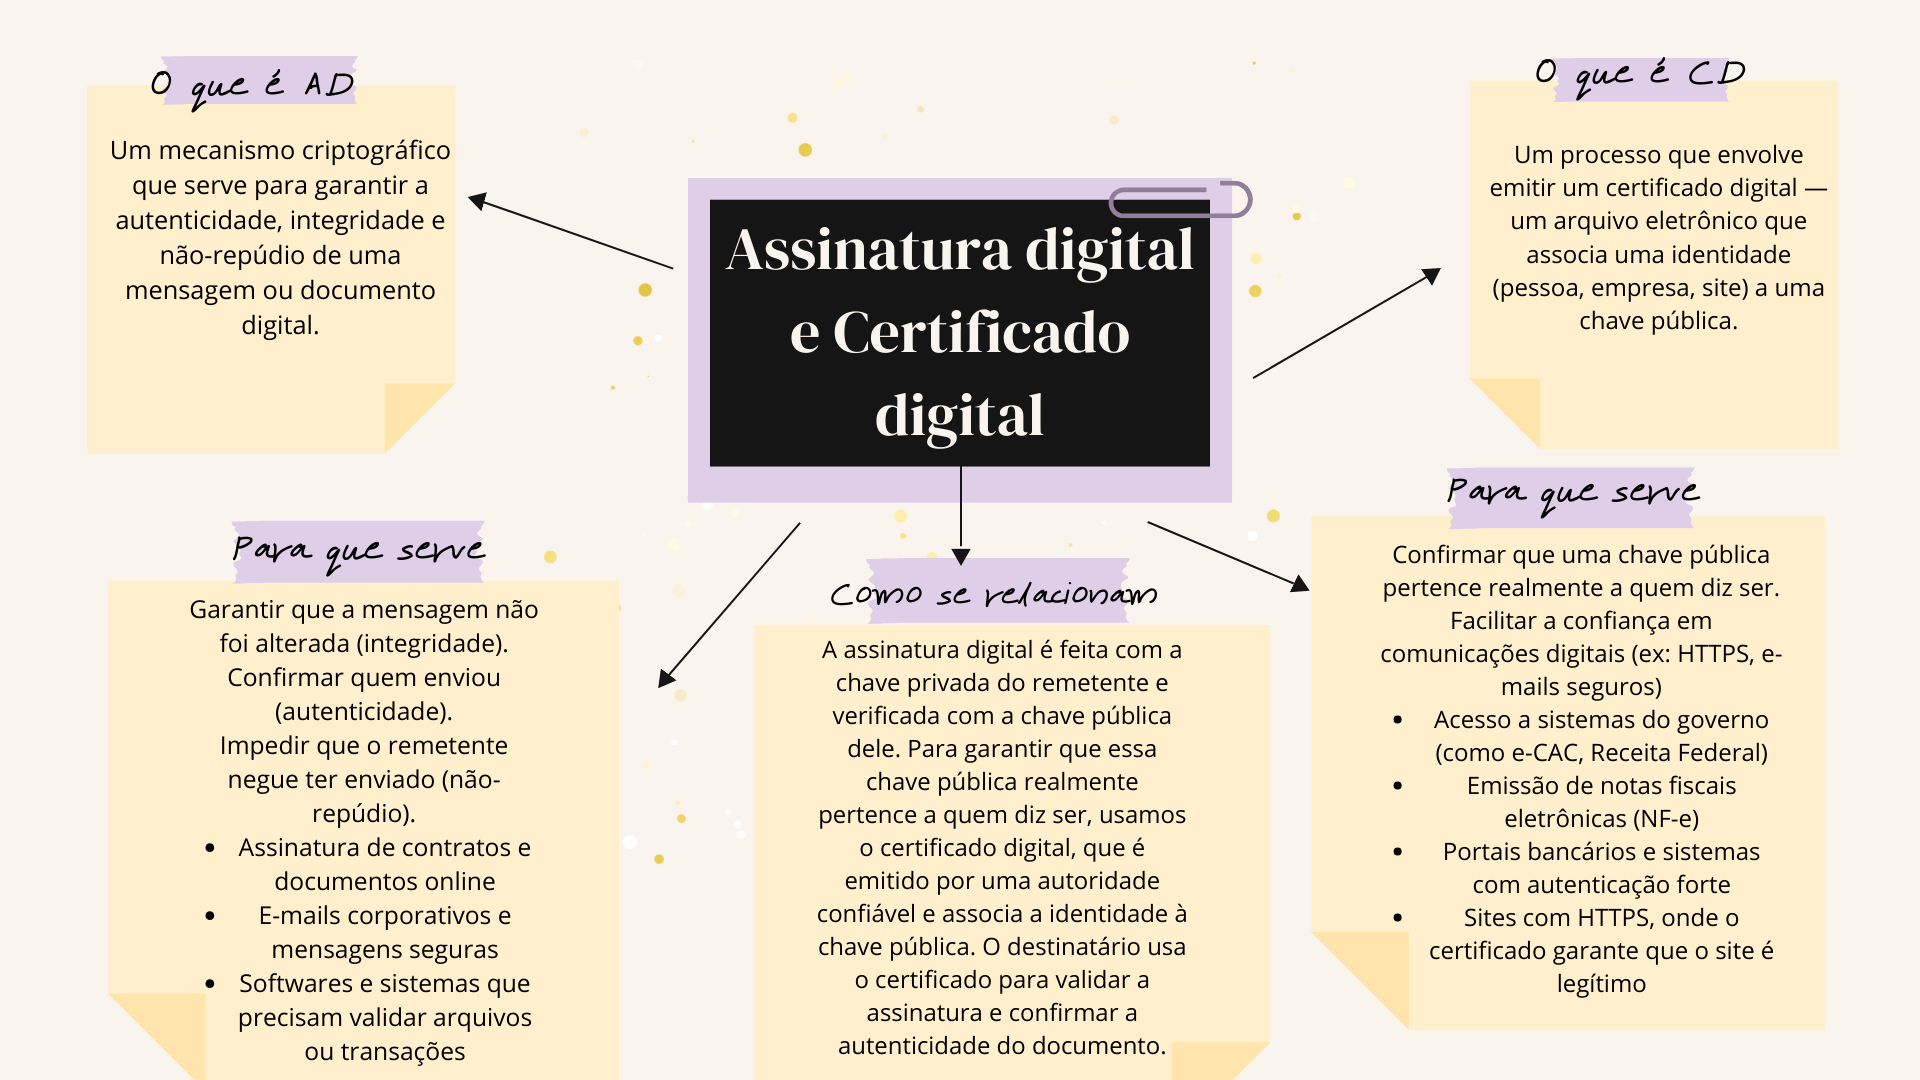 O que é AD
Um mecanismo criptográfico
que serve para garantir a
autenticidade, integridade e
não-repúdio de uma
mensagem ou documento
digital.
Assinatura digital
e Certificado
digital
O que é CD
Um processo que envolve
emitir um certificado digital —
um arquivo eletrônico que
associa uma identidade
(pessoa, empresa, site) a uma
chave pública.
Para que serve
Garantir que a mensagem não
foi alterada (integridade).
Confirmar quem enviou
(autenticidade).
Impedir que o remetente
negue ter enviado (não-
repúdio).
• Assinatura de contratos e
documentos online
• E-mails corporativos e
mensagens seguras
• Softwares e sistemas que
precisam validar arquivos
ou transações
Como se relacionam
A assinatura digital é feita com a
chave privada do remetente e
verificada com a chave pública
dele. Para garantir que essa
chave pública realmente
pertence a quem diz ser, usamos
o certificado digital, que é
emitido por uma autoridade
confiável e associa a identidade à
chave pública. O destinatário usa
o certificado para validar a
assinatura e confirmar a
autenticidade do documento.
Para que serve
Confirmar que uma chave pública
pertence realmente a quem diz ser.
Facilitar a confiança em
comunicações digitais (ex: HTTPS, e-
mails seguros)
• Acesso a sistemas do governo
(como e-CAC, Receita Federal)
• Emissão de notas fiscais
eletrônicas (NF-e)
• Portais bancários e sistemas
com autenticação forte
• Sites com HTTPS, onde o
certificado garante que o site é
legítimo